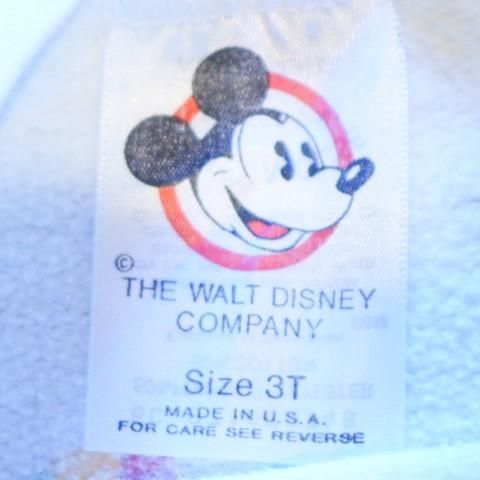 ©
THE WALT DISNEY
COMPANY
Size 3T
MADE IN U.S.A.
FOR CARE SEE REVERSE